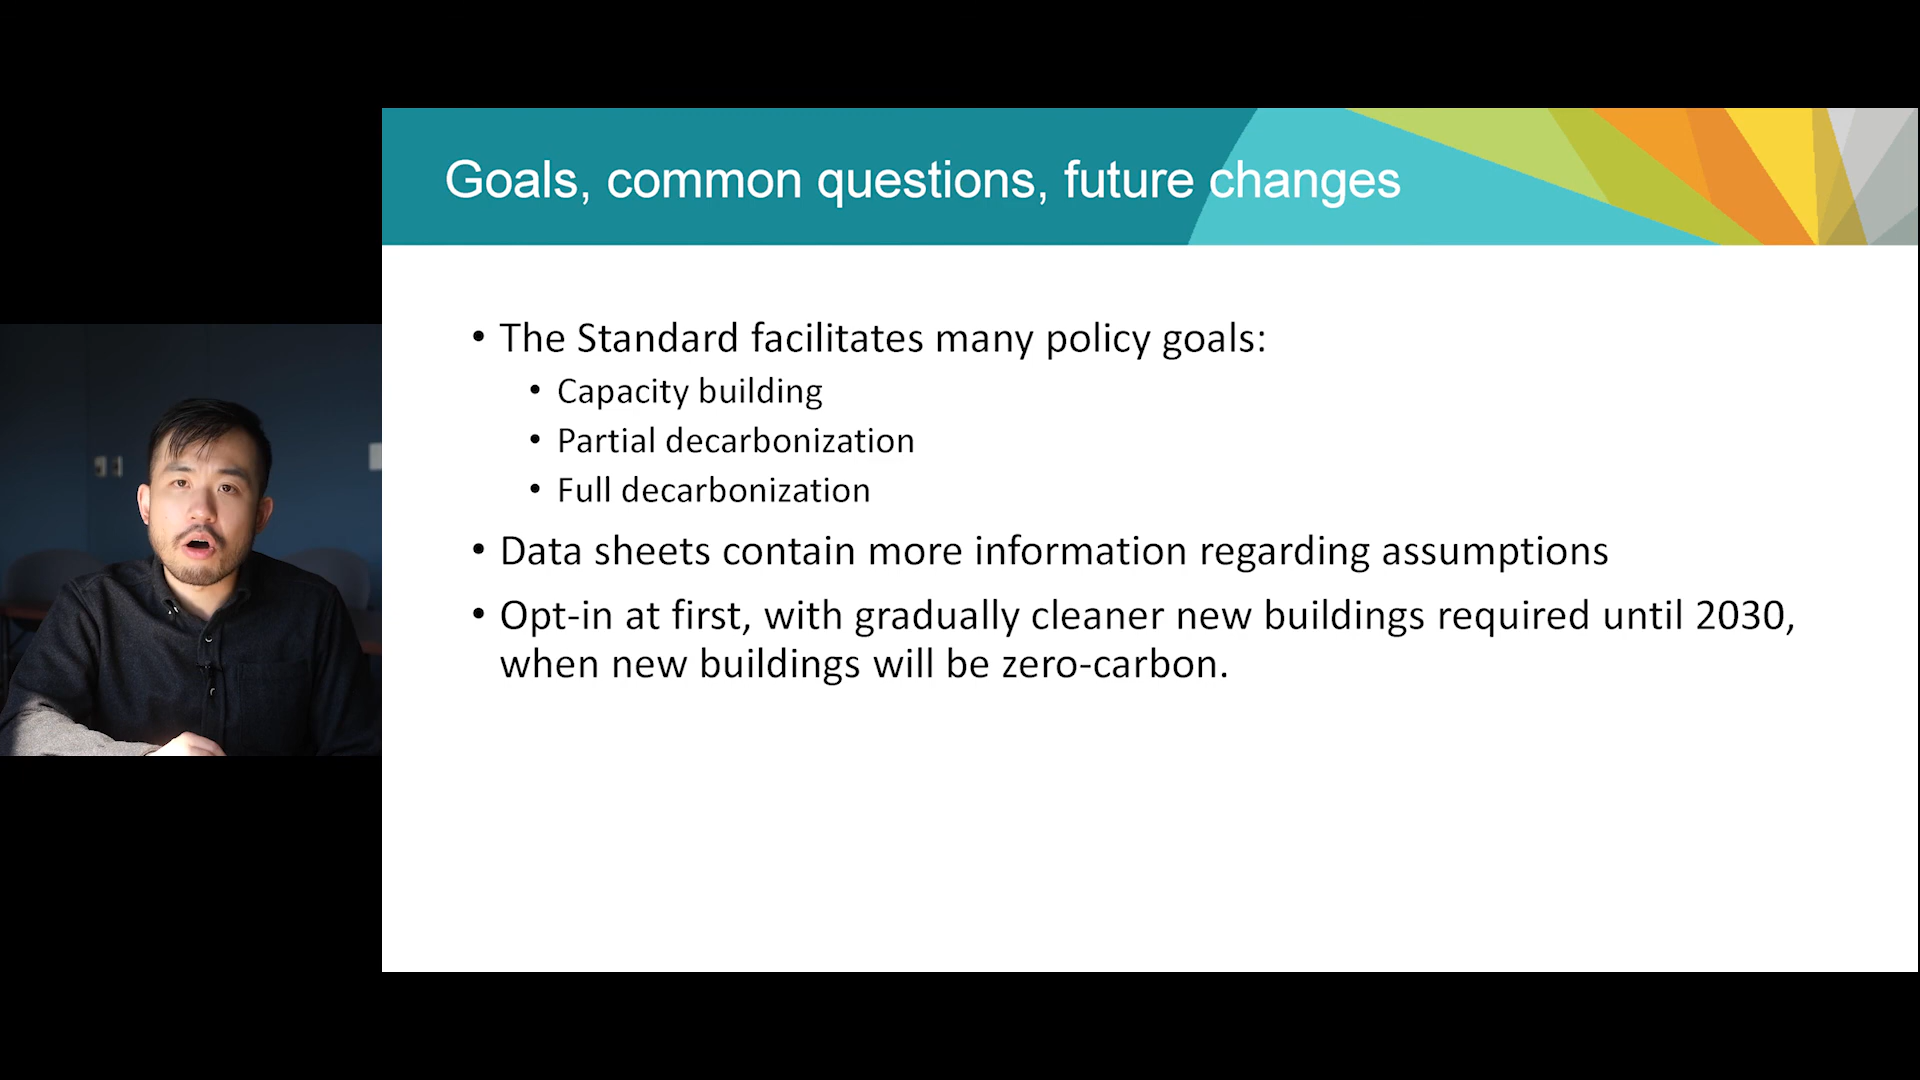 Goals, common questions, future changes
• The Standard facilitates many policy goals:
• Capacity building
• Partial decarbonization
• Full decarbonization
• Data sheets contain more information regarding assumptions
• Opt-in at first, with gradually cleaner new buildings required until 2030,
when new buildings will be zero-carbon.